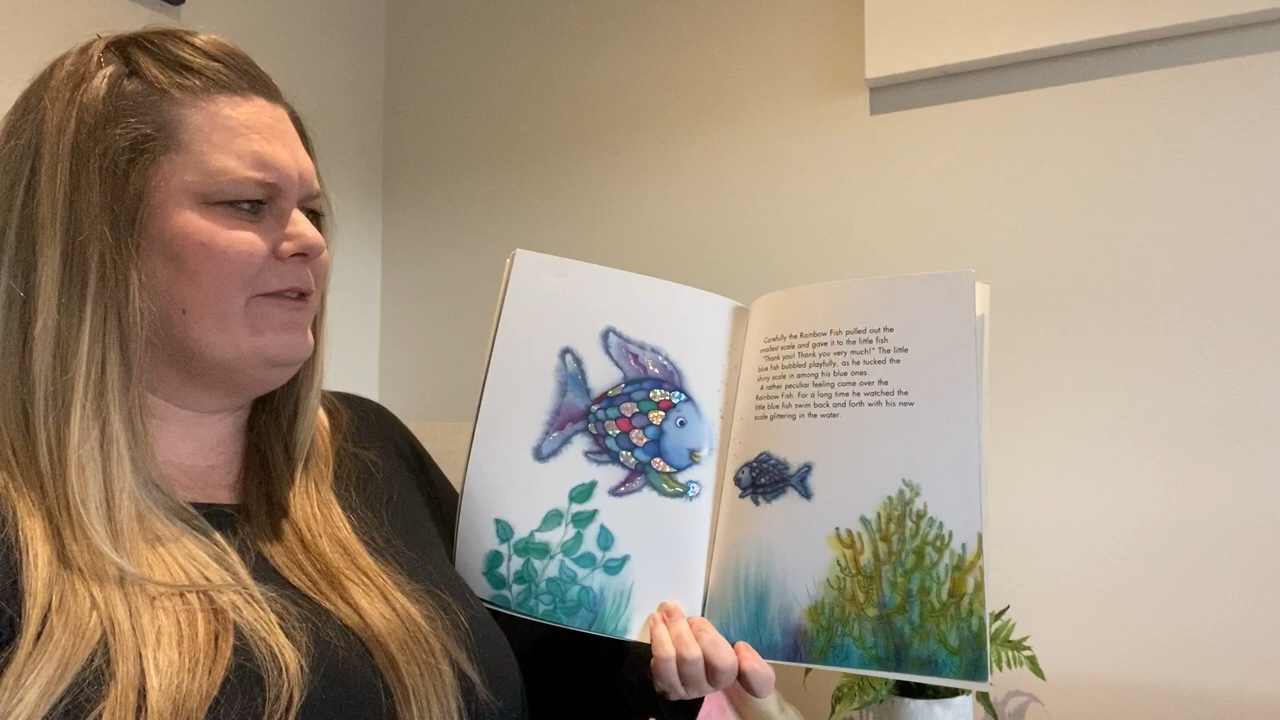 Carefully the Rainbow Fish pulled out the
smallest scale and gave it to the little fish.
"Thank you! Thank you very much!" The little
blue fish bubbled playfully, as he tucked the
shiny scale in among his blue ones.
A rather peculiar feeling came over the
Rainbow Fish. For a long time he watched the
little blue fish swim back and forth with his new
scale glittering in the water.